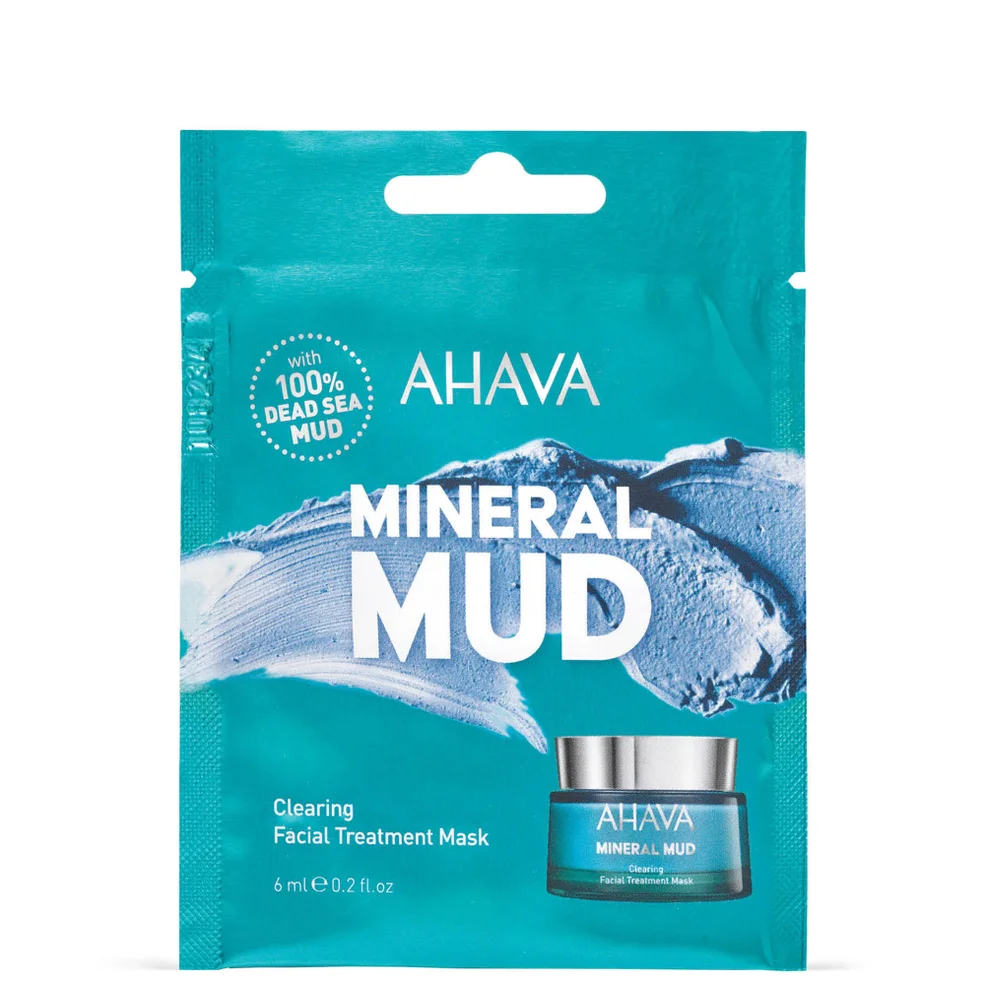 with
100%
DEAD SEA
MUD
AHAVA
MINERAL
MUD
Clearing
Facial Treatment Mask
6 ml ℮ 0.2 fl.oz
AHAVA
MINERAL MUD
Clearing
Facial Treatment Mask